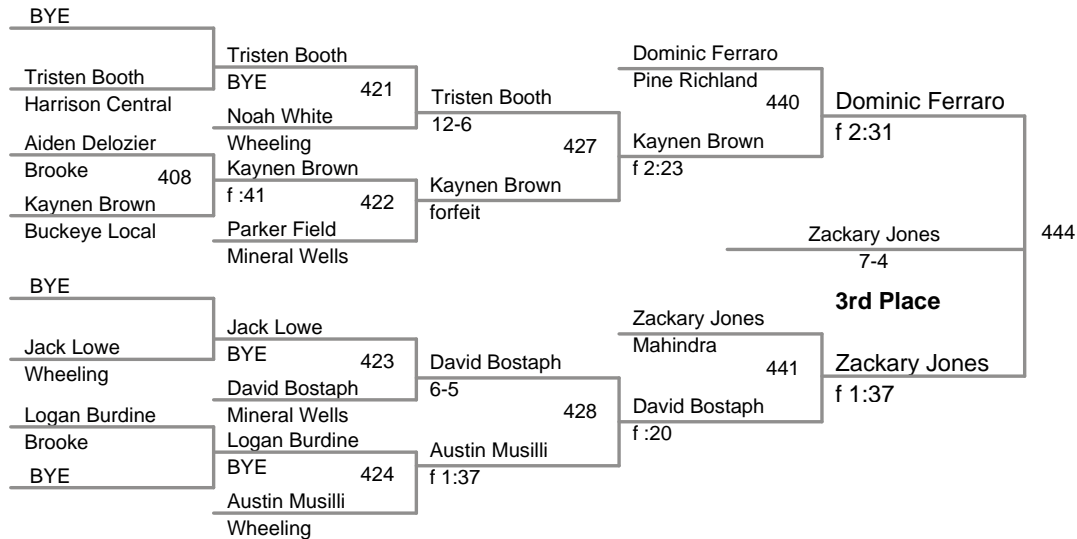 BYE
Tristen Booth
Harrison Central
Aiden Delozier
Brooke
408
Kaynen Brown
Buckeye Local
BYE
Jack Lowe
Wheeling
Logan Burdine
Brooke
BYE
Tristen Booth
BYE
421
Noah White
Wheeling
Kaynen Brown
f :41
422
Parker Field
Mineral Wells
Jack Lowe
BYE
423
David Bostaph
Mineral Wells
Logan Burdine
BYE
424
Austin Musilli
Wheeling
Tristen Booth
12-6
427
Kaynen Brown
forfeit
David Bostaph
6-5
428
Austin Musilli
f 1:37
Dominic Ferraro
Pine Richland
440
Kaynen Brown
f 2:23
Zackary Jones
Mahindra
441
David Bostaph
f :20
Dominic Ferraro
f 2:31
444
Zackary Jones
7-4
3rd Place
Zackary Jones
f 1:37